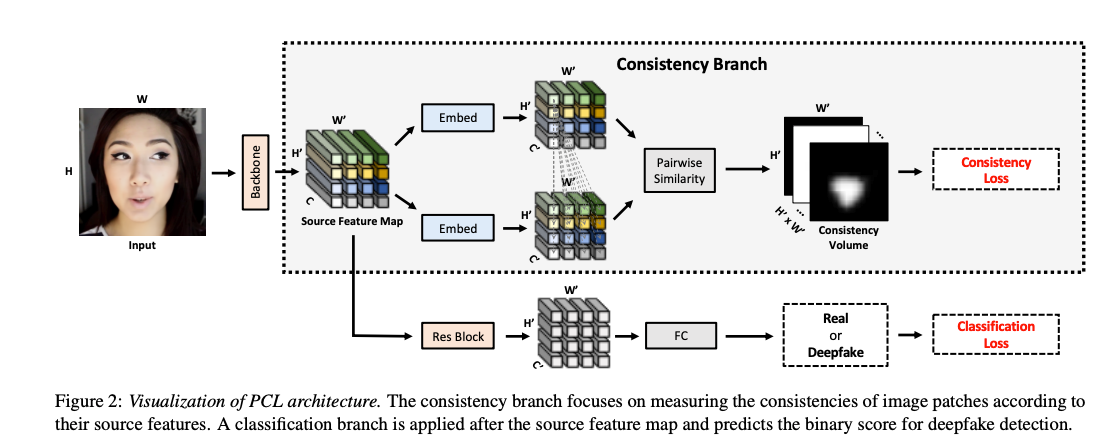 Consistency Branch
W
H
Input
Backbone
W’
H’
C
Source Feature Map
Embed
Embed
W’
H’
C’
W’
H’
C’
Pairwise
Similarity
W’
H’
...
...
H’ x W’
Consistency
Volume
Consistency
Loss
Res Block
W’
H’
C’
FC
Real
or
Deepfake
Classification
Loss
Figure 2: Visualization of PCL architecture. The consistency branch focuses on measuring the consistencies of image patches according to
their source features. A classification branch is applied after the source feature map and predicts the binary score for deepfake detection.